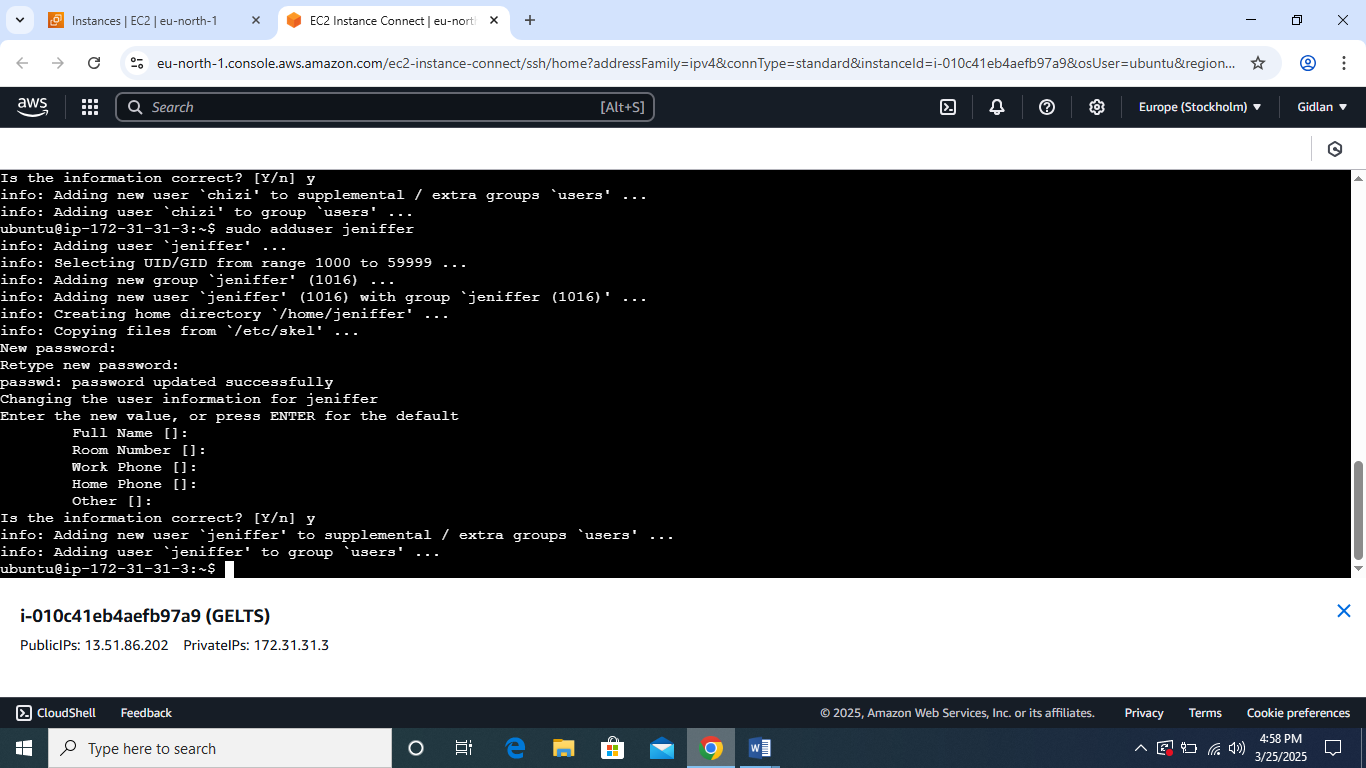 Instances | EC2 | eu-north-1
EC2 Instance Connect | eu-nort
eu-north-1.console.aws.amazon.com/ec2-instance-connect/ssh/home?addressFamily=ipv4&connType=standard&instanceId=i-010c41eb4aefb97a9&osUser=ubuntu&region...
aws
Search
[Alt+S]
Europe (Stockholm)
Gidlan
Is the information correct? [Y/n] y
info: Adding new user `chizi' to supplemental / extra groups `users' ...
info: Adding user `chizi' to group `users' ...
ubuntu@ip-172-31-31-3:~$ sudo adduser jeniffer
info: Adding user `jeniffer' ...
info: Selecting UID/GID from range 1000 to 59999 ...
info: Adding new group `jeniffer' (1016) ...
info: Adding new user `jeniffer' (1016) with group `jeniffer (1016)' ...
info: Creating home directory `/home/jeniffer' ...
info: Copying files from `/etc/skel' ...
New password:
Retype new password:
passwd: password updated successfully
Changing the user information for jeniffer
Enter the new value, or press ENTER for the default
Full Name []:
Room Number []:
Work Phone []:
Home Phone []:
Other []:
Is the information correct? [Y/n] y
info: Adding new user `jeniffer' to supplemental / extra groups `users' ...
info: Adding user `jeniffer' to group `users' ...
ubuntu@ip-172-31-31-3:~$
i-010c41eb4aefb97a9 (GELTS)
PublicIPs: 13.51.86.202 PrivateIPs: 172.31.31.3
CloudShell
Feedback
© 2025, Amazon Web Services, Inc. or its affiliates.
Privacy
Terms
Cookie preferences
Type here to search
4:58 PM
3/25/2025